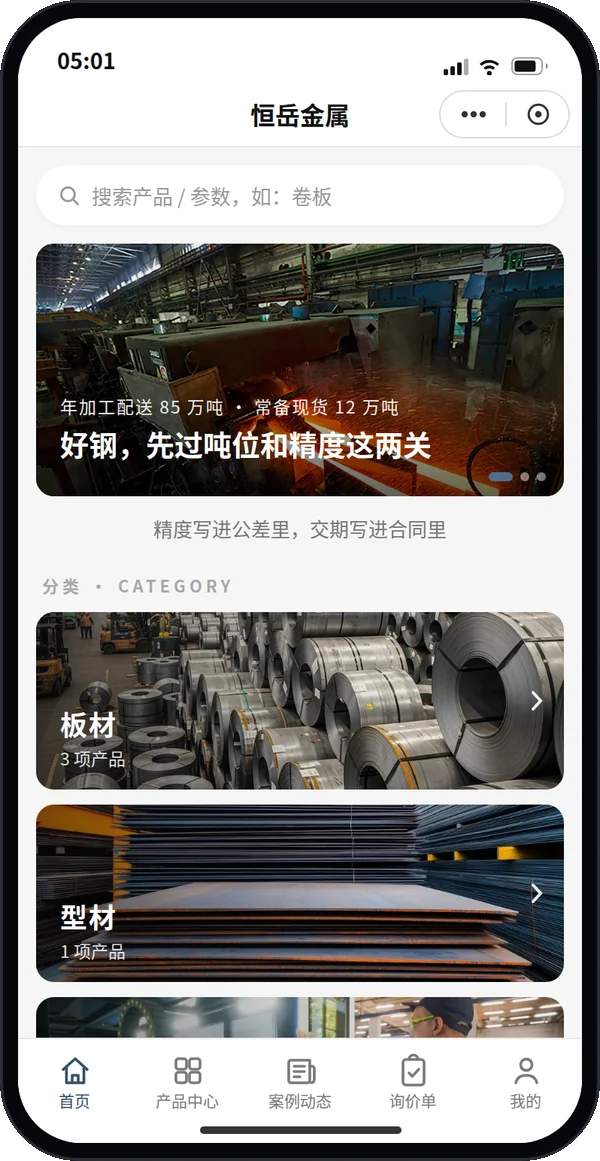 05:01
恒岳金属
搜索产品 / 参数，如：卷板
年加工配送 85 万吨 · 常备现货 12 万吨
好钢，先过吨位和精度这两关
精度写进公差里，交期写进合同里
分类 · CATEGORY
板材
3 项产品
型材
1 项产品
首页
产品中心
案例动态
询价单
我的